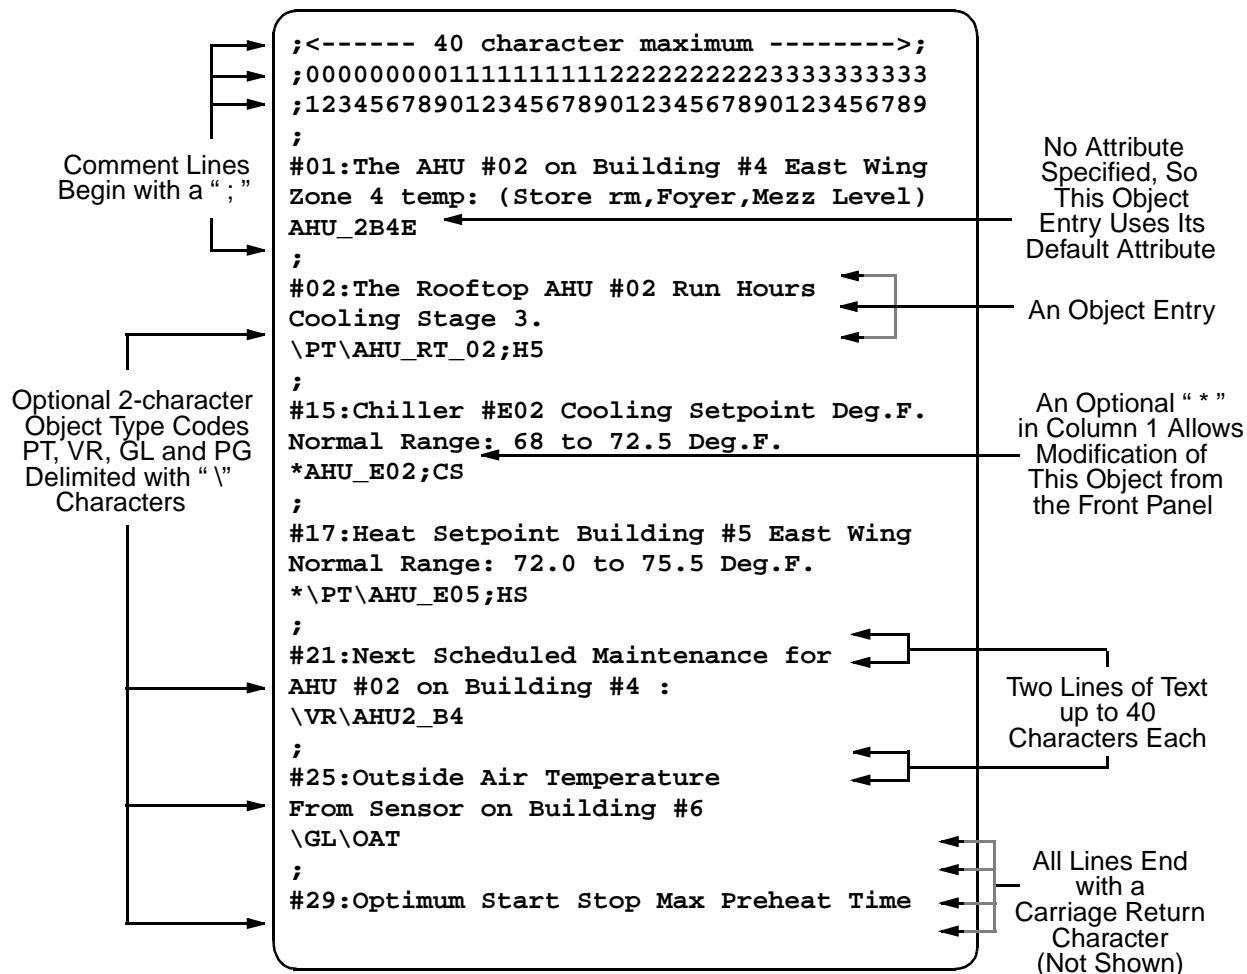 ;<------ 40 character maximum -------->;
;000000000111111111122222222223333333333
;123456789012345678901234567890123456789
;
#01:The AHU #02 on Building #4 East Wing
Zone 4 temp: (Store rm,Foyer,Mezz Level)
AHU_2B4E
;
#02:The Rooftop AHU #02 Run Hours
Cooling Stage 3.
\PT\AHU_RT_02;H5
;
#15:Chiller #E02 Cooling Setpoint Deg.F.
Normal Range: 68 to 72.5 Deg.F.
*AHU_E02;CS
;
#17:Heat Setpoint Building #5 East Wing
Normal Range: 72.0 to 75.5 Deg.F.
*\PT\AHU_E05;HS
;
#21:Next Scheduled Maintenance for
AHU #02 on Building #4 :
\VR\AHU2_B4
;
#25:Outside Air Temperature
From Sensor on Building #6
\GL\OAT
;
#29:Optimum Start Stop Max Preheat Time
Comment Lines
Begin with a “ ; ”
Optional 2-character
Object Type Codes
PT, VR, GL and PG
Delimited with “ \”
Characters
No Attribute
Specified, So
This Object
Entry Uses Its
Default Attribute
An Object Entry
An Optional “ * ”
in Column 1 Allows
Modification of
This Object from
the Front Panel
Two Lines of Text
up to 40
Characters Each
All Lines End
with a
Carriage Return
Character
(Not Shown)